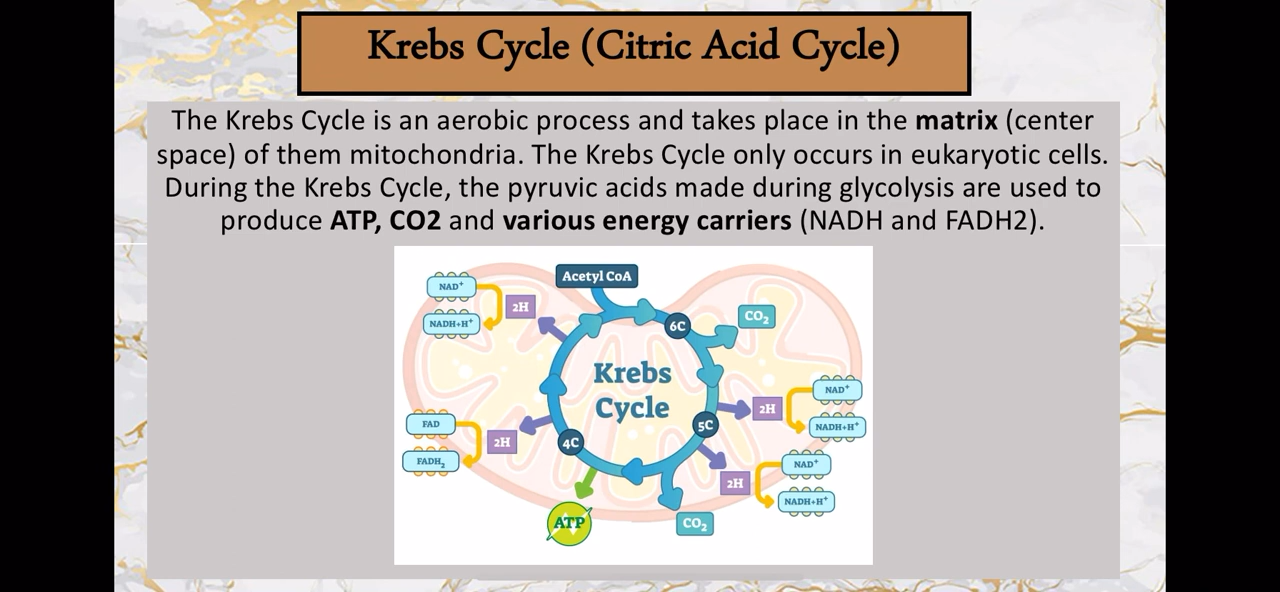 Krebs Cycle (Citric Acid Cycle)
The Krebs Cycle is an aerobic process and takes place in the matrix (center
space) of them mitochondria. The Krebs Cycle only occurs in eukaryotic cells.
During the Krebs Cycle, the pyruvic acids made during glycolysis are used to
produce ATP, CO2 and various energy carriers (NADH and FADH2).
Acetyl CoA
NAD⁺
2H
NADH+H⁺
6C
CO₂
Krebs
Cycle
NAD⁺
2H
NADH+H⁺
5C
4C
FAD
2H
FADH₂
NAD⁺
2H
NADH+H⁺
ATP
CO₂